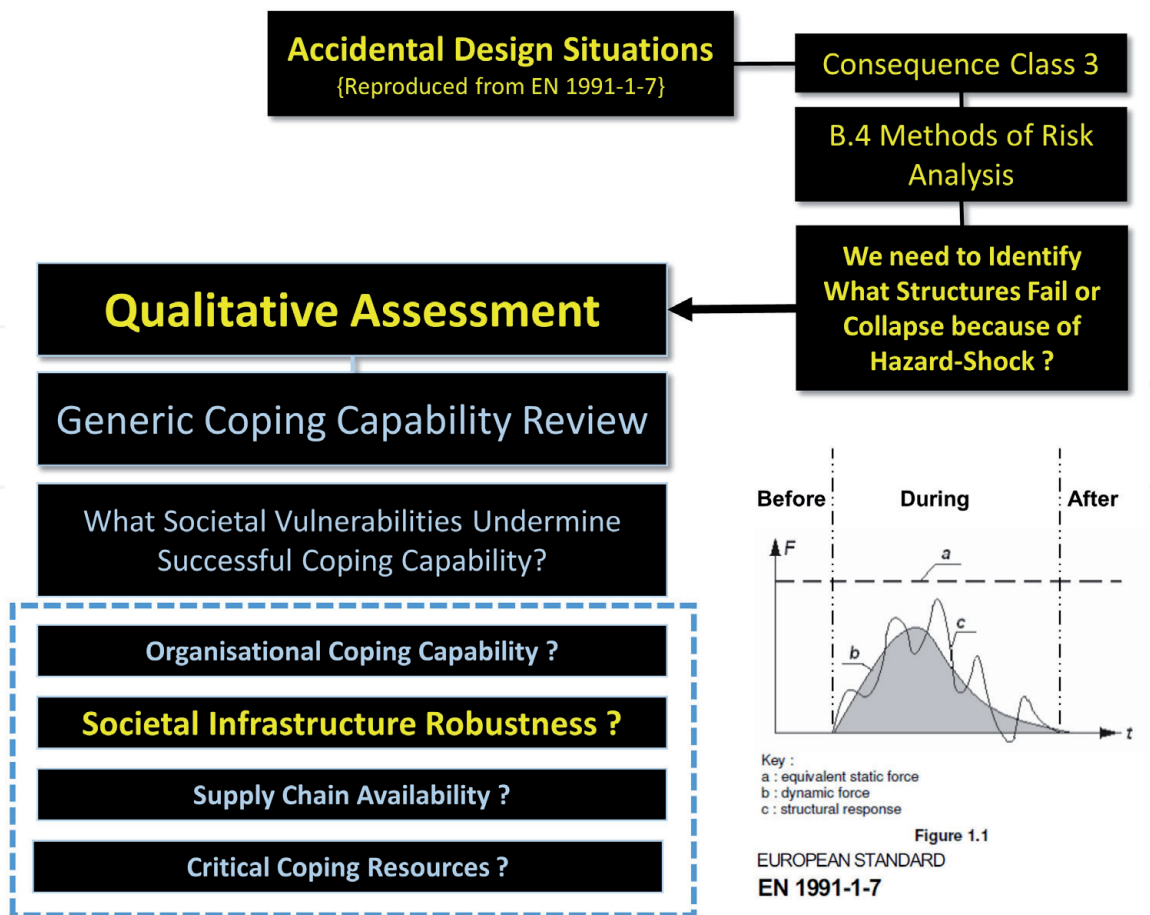 Accidental Design Situations
{Reproduced from EN 1991-1-7}
Consequence Class 3
B.4 Methods of Risk
Analysis
We need to Identify
What Structures Fail or
Collapse because of
Hazard-Shock ?
Qualitative Assessment
Generic Coping Capability Review
What Societal Vulnerabilities Undermine
Successful Coping Capability?
Organisational Coping Capability ?
Societal Infrastructure Robustness ?
Supply Chain Availability ?
Critical Coping Resources ?
Before
During
After
F
a
c
b
t
Key :
a : equivalent static force
b : dynamic force
c : structural response
Figure 1.1
EUROPEAN STANDARD
EN 1991-1-7